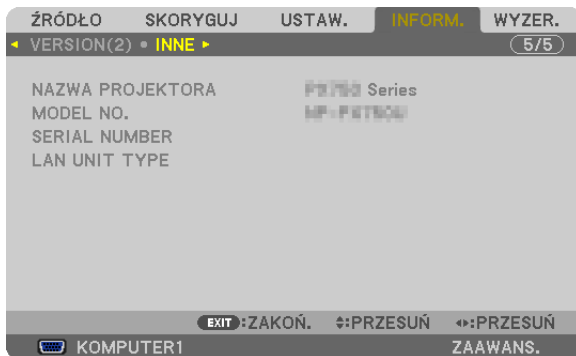 ŹRÓDŁO SKORYGUJ USTAW. INFORM. WYZER.
VERSION(2) INNE 5/5
NAZWA PROJEKTORA Series
MODEL NO.
SERIAL NUMBER
LAN UNIT TYPE
EXIT :ZAKOŃ. :PRZESUŃ :PRZESUŃ
KOMPUTER1 ZAAWANS.